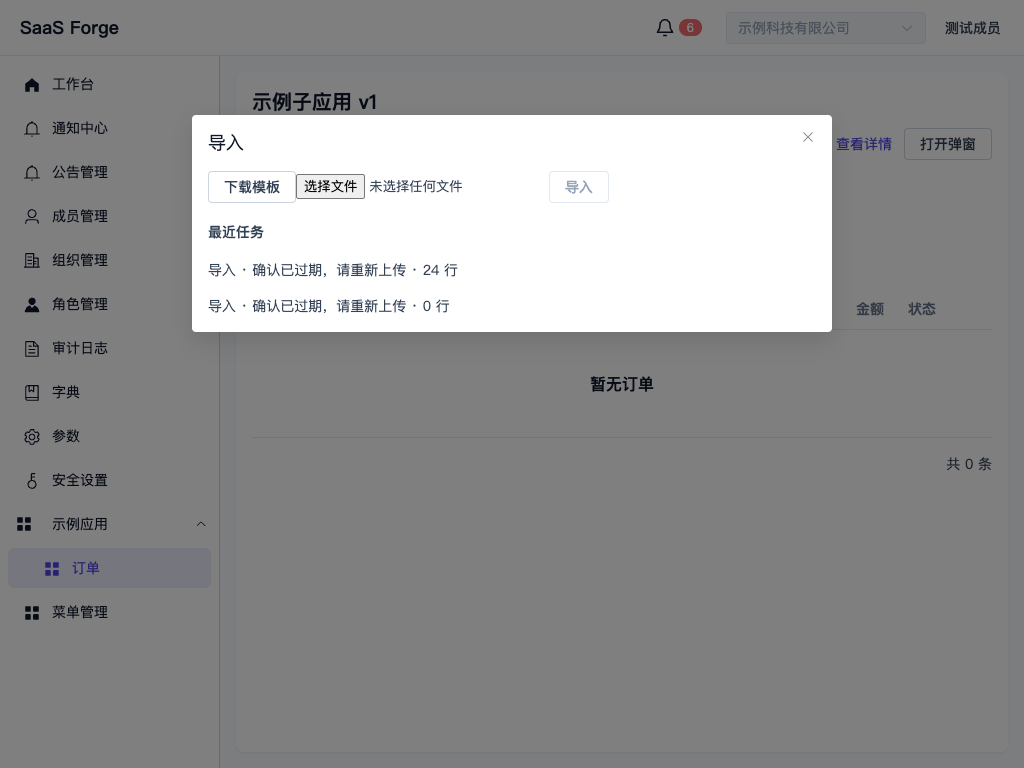 SaaS Forge
6
示例科技有限公司
测试成员
工作台
通知中心
公告管理
成员管理
组织管理
角色管理
审计日志
字典
参数
安全设置
示例应用
订单
菜单管理
示例子应用 v1
查看详情
打开弹窗
导入
下载模板
选择文件 未选择任何文件
导入
最近任务
导入 · 确认已过期，请重新上传 · 24 行
导入 · 确认已过期，请重新上传 · 0 行
金额
状态
暂无订单
共 0 条